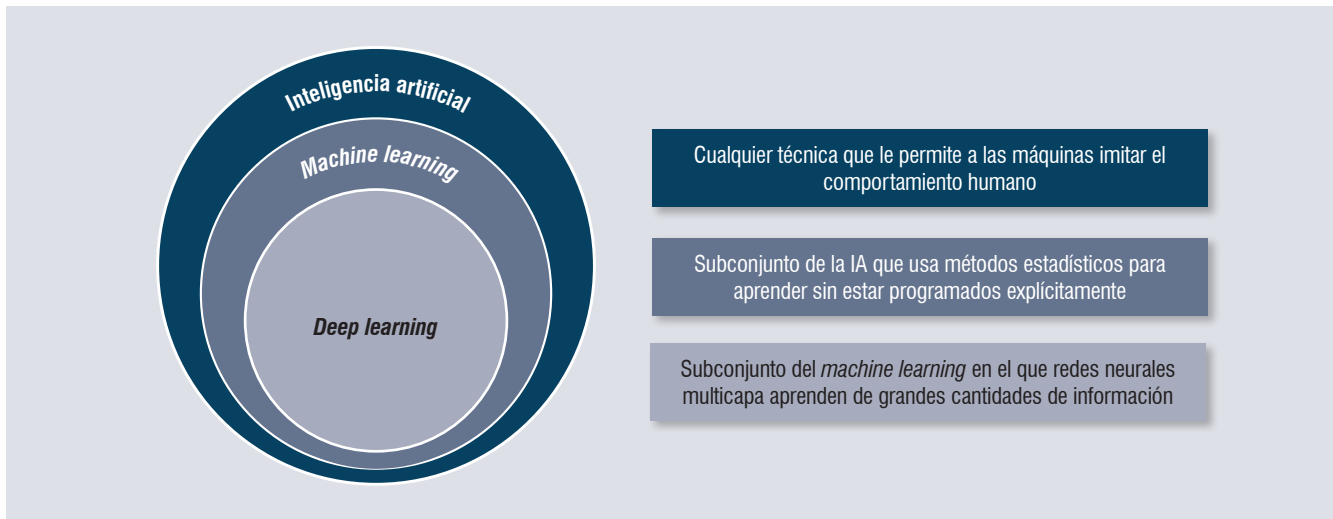 Inteligencia artificial
Machine learning
Deep learning
Cualquier técnica que le permite a las máquinas imitar el
comportamiento humano
Subconjunto de la IA que usa métodos estadísticos para
aprender sin estar programados explícitamente
Subconjunto del machine learning en el que redes neurales
multicapa aprenden de grandes cantidades de información